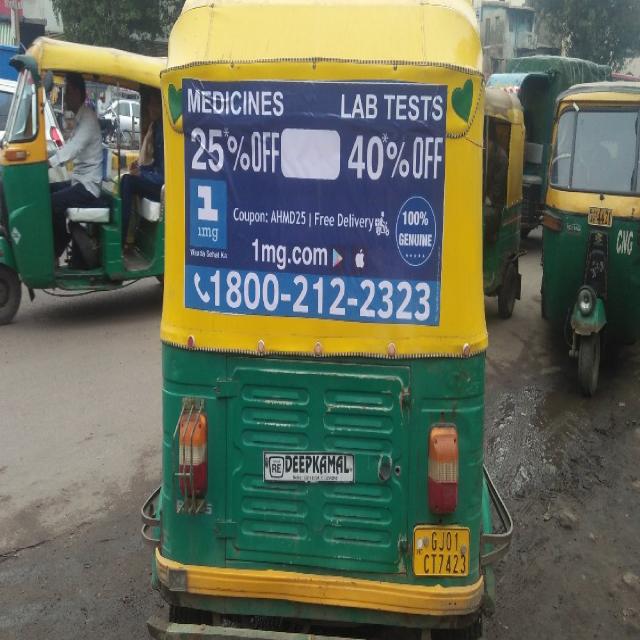 MEDICINES LAB TESTS
25*%OFF 40*%OFF
1
1mg
Coupon: AHMD25 | Free Delivery
100%
GENUINE
1mg.com
1800-212-2323
RE DEEPKAMAL
GJ01
CT7423
CNG